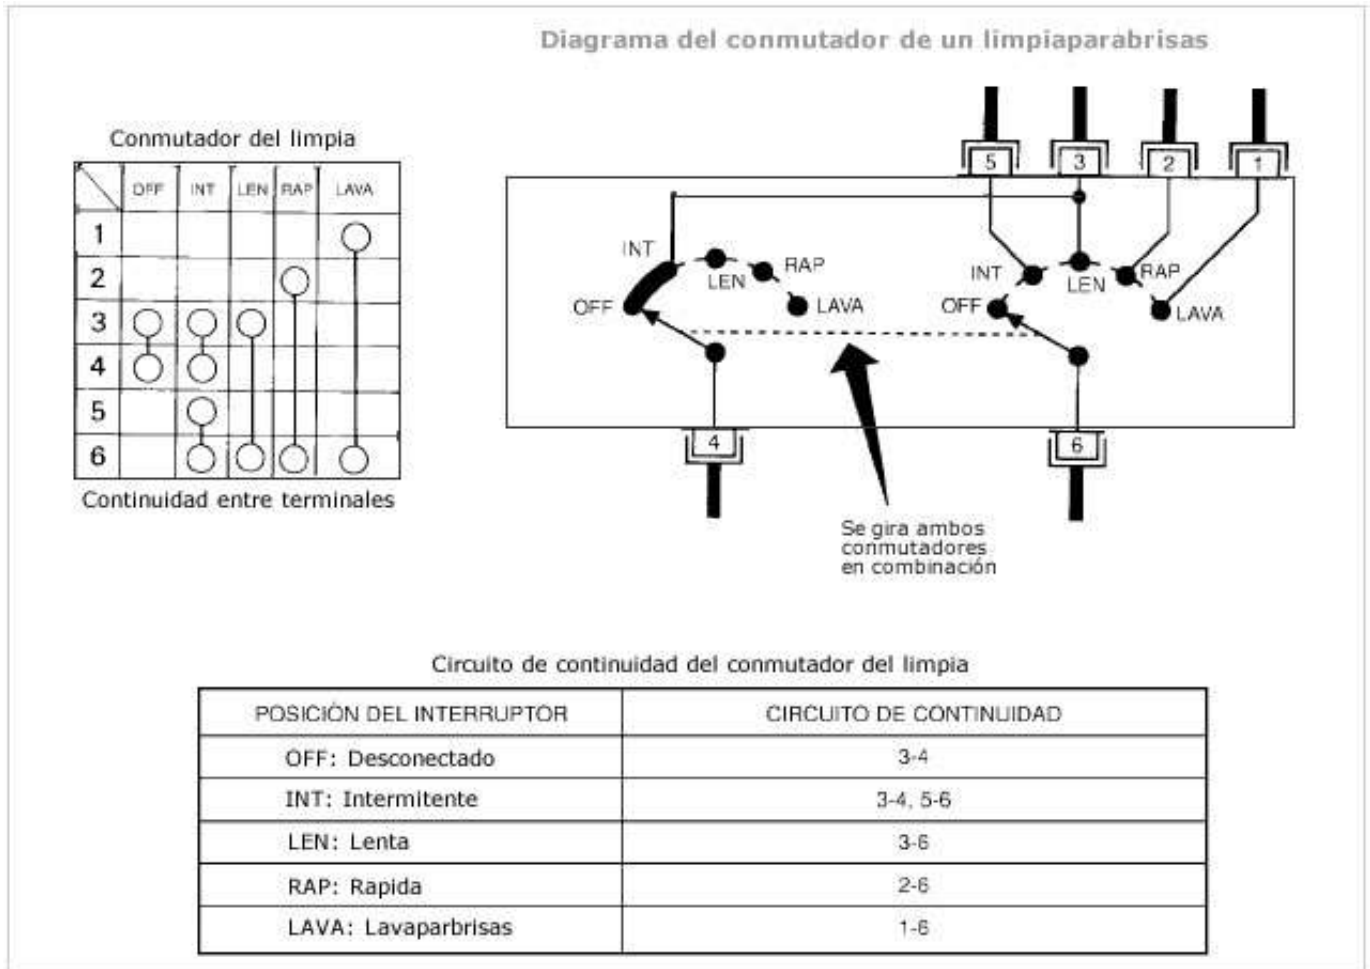 Diagrama del conmutador de un limpiaparabrisas
Conmutador del limpia
OFF INT LEN RAP LAVA
1
2
3
4
5
6
Continuidad entre terminales
5 3 2 1
INT LEN RAP
OFF LAVA
INT LEN RAP
OFF LAVA
4 6
Se gira ambos
conmutadores
en combinación
Circuito de continuidad del conmutador del limpia
POSICIÓN DEL INTERRUPTOR CIRCUITO DE CONTINUIDAD
OFF: Desconectado 3-4
INT: Intermitente 3-4, 5-6
LEN: Lenta 3-6
RAP: Rapida 2-6
LAVA: Lavaparbrisas 1-6